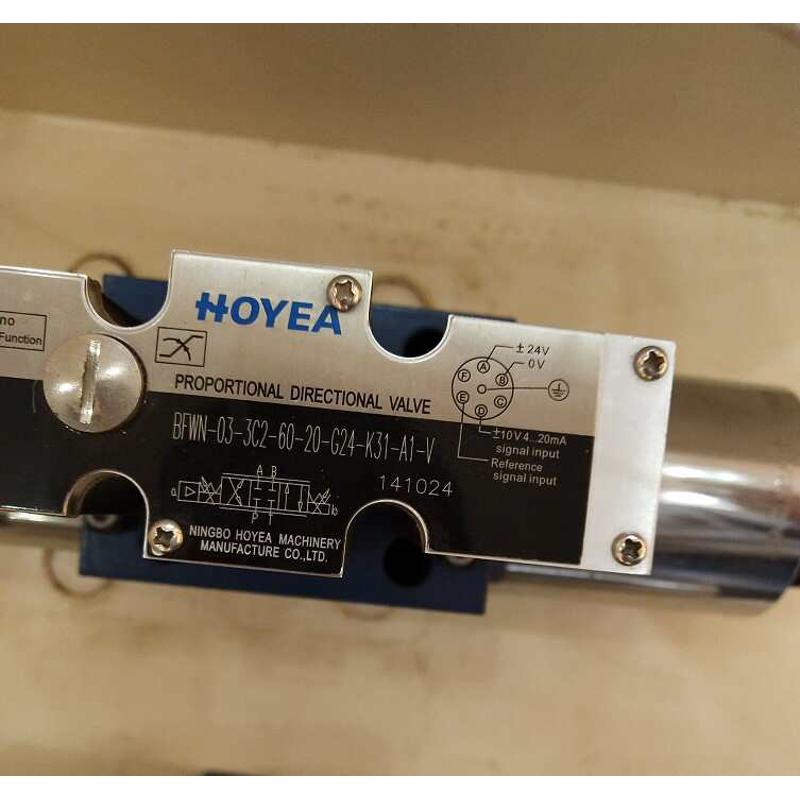 no
Function
HOYEA
PROPORTIONAL DIRECTIONAL VALVE
BFWN-03-3C2-60-20-G24-K31-A1-V
141024
A B
a
b
P T
NINGBO HOYEA MACHINERY
MANUFACTURE CO.,LTD.
± 24V
0V
A
F
B
E
C
D
±10V 4...20mA
signal input
Reference
signal input